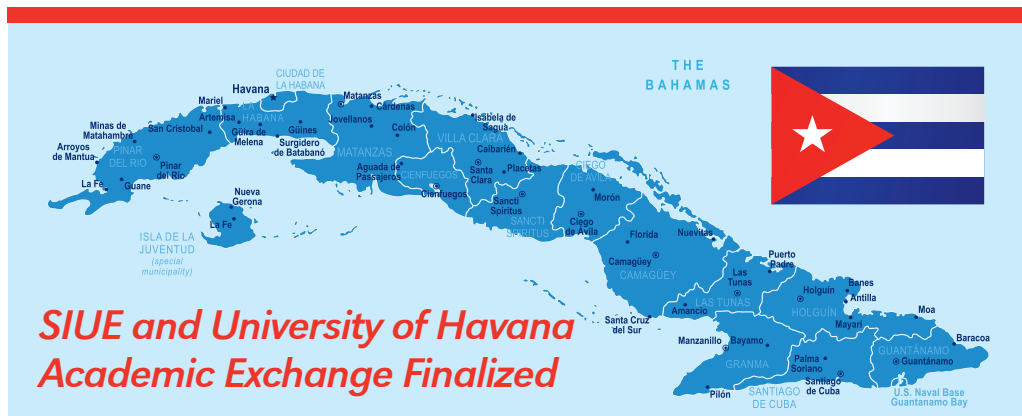 THE
BAHAMAS
CIUDAD DE
LA HABANA
Havana
Mariel
Artemisa
LA
HABANA
Matanzas
Cárdenas
Jovellanos
Colón
Isabela de
Sagua
VILLA CLARA
Caibarién
Minas de
Matahambre
San Cristobal
Güira de
Melena
Güines
Surgidero
de Batabanó
MATANZAS
Arroyos
de Mantua
PINAR
DEL RIO
Pinar
del Rio
Aguada de
Pasajeros
CIENFUEGOS
Cienfuegos
Santa
Clara
Placetas
CIEGO
DE AVILA
La Fe
Guane
Nueva
Gerona
La Fe
Sancti
Spiritus
Morón
SANCTI
SPIRITUS
Ciego
de Avila
ISLA DE LA
JUVENTUD
(special
municipality)
Florida
Nuevitas
Camagüey
CAMAGÜEY
Puerto
Padre
Las
Tunas
LAS TUNAS
Amancio
Holguín
HOLGUÍN
Banes
Antilla
Mayarí
Moa
Baracoa
Santa Cruz
del Sur
Manzanillo
Bayamo
GRANMA
Palma
Soriano
Santiago
de Cuba
GUANTÁNAMO
Guantánamo
Pilón
SANTIAGO
DE CUBA
U.S. Naval Base
Guantanamo Bay
SIUE and University of Havana
Academic Exchange Finalized